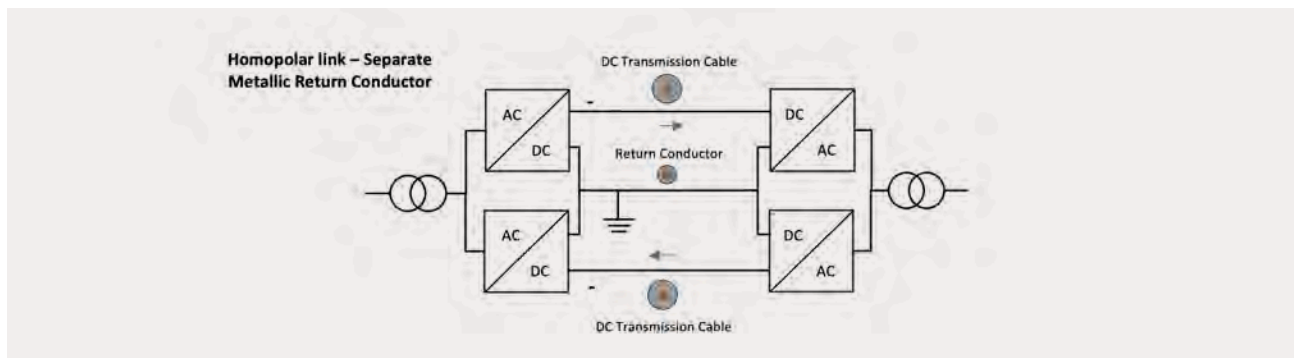 Homopolar link – Separate
Metallic Return Conductor
DC Transmission Cable
AC
DC
-
DC
AC
Return Conductor
AC
DC
-
DC
AC
DC Transmission Cable